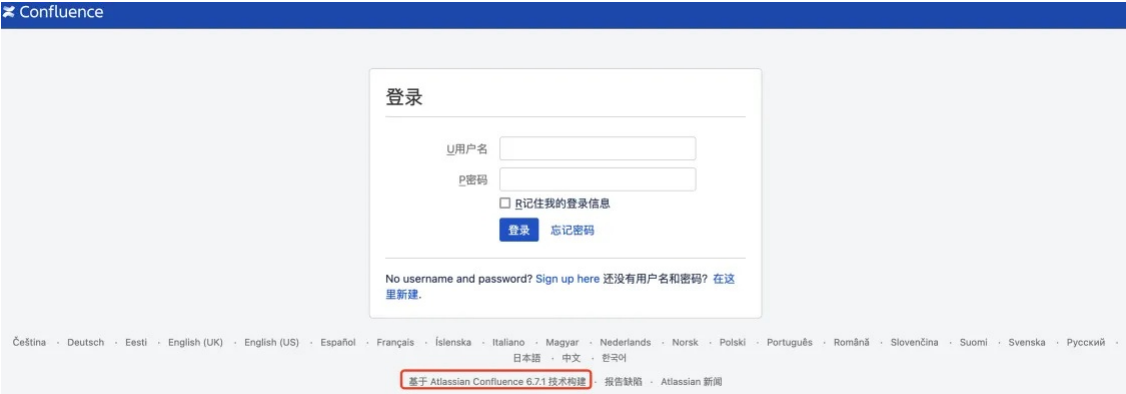 Confluence
登录
U用户名
P密码
R记住我的登录信息
登录 忘记密码
No username and password? Sign up here 还没有用户名和密码? 在这
里新建.
Čeština · Deutsch · Eesti · English (UK) · English (US) · Español · Français · Íslenska · Italiano · Magyar · Nederlands · Norsk · Polski · Português · Română · Slovenčina · Suomi · Svenska · Русский ·
日本語 · 中文 · 한국어
基于 Atlassian Confluence 6.7.1 技术构建 · 报告缺陷 · Atlassian 新闻